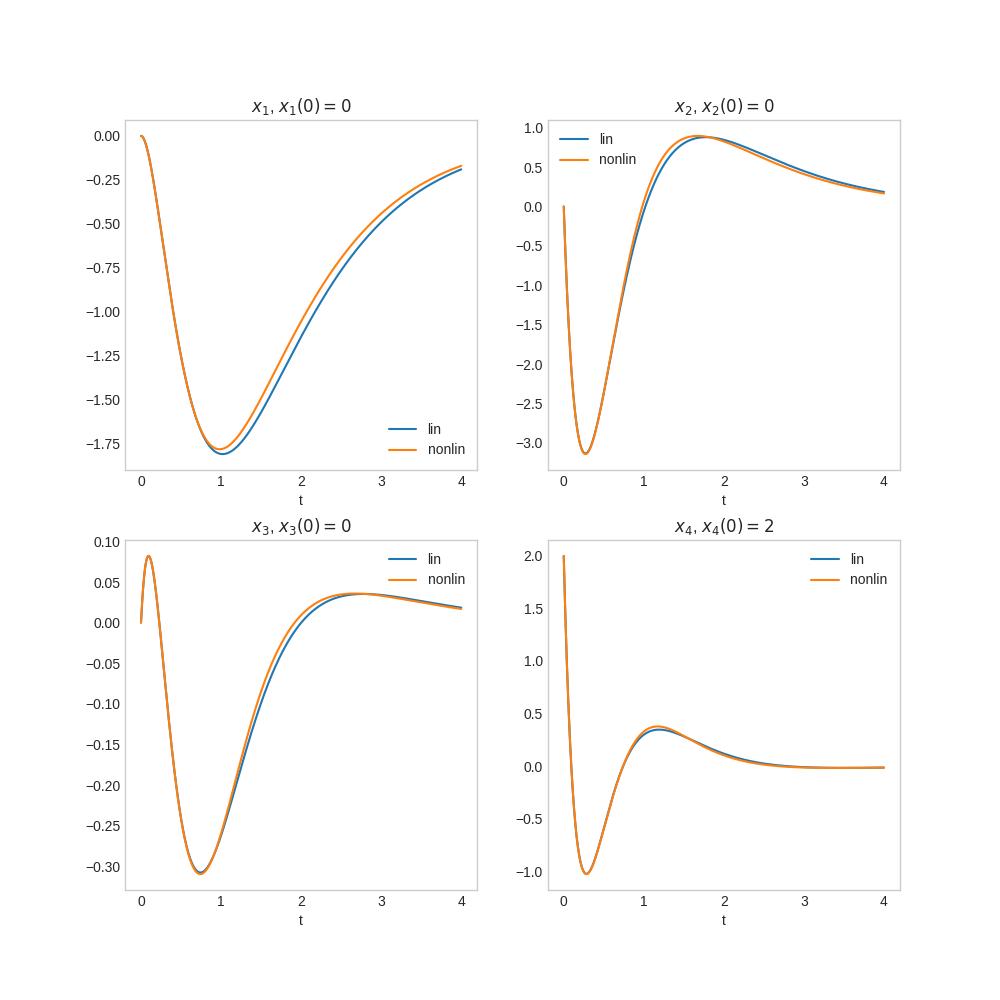 x₁, x₁(0) = 0
0.00
−0.25
−0.50
−0.75
−1.00
−1.25
−1.50
−1.75
lin
nonlin
0 1 2 3 4
t
x₂, x₂(0) = 0
1.0
0.5
0.0
−0.5
−1.0
−1.5
−2.0
−2.5
−3.0
lin
nonlin
0 1 2 3 4
t
x₃, x₃(0) = 0
0.10
0.05
0.00
−0.05
−0.10
−0.15
−0.20
−0.25
−0.30
lin
nonlin
0 1 2 3 4
t
x₄, x₄(0) = 2
2.0
1.5
1.0
0.5
0.0
−0.5
−1.0
lin
nonlin
0 1 2 3 4
t